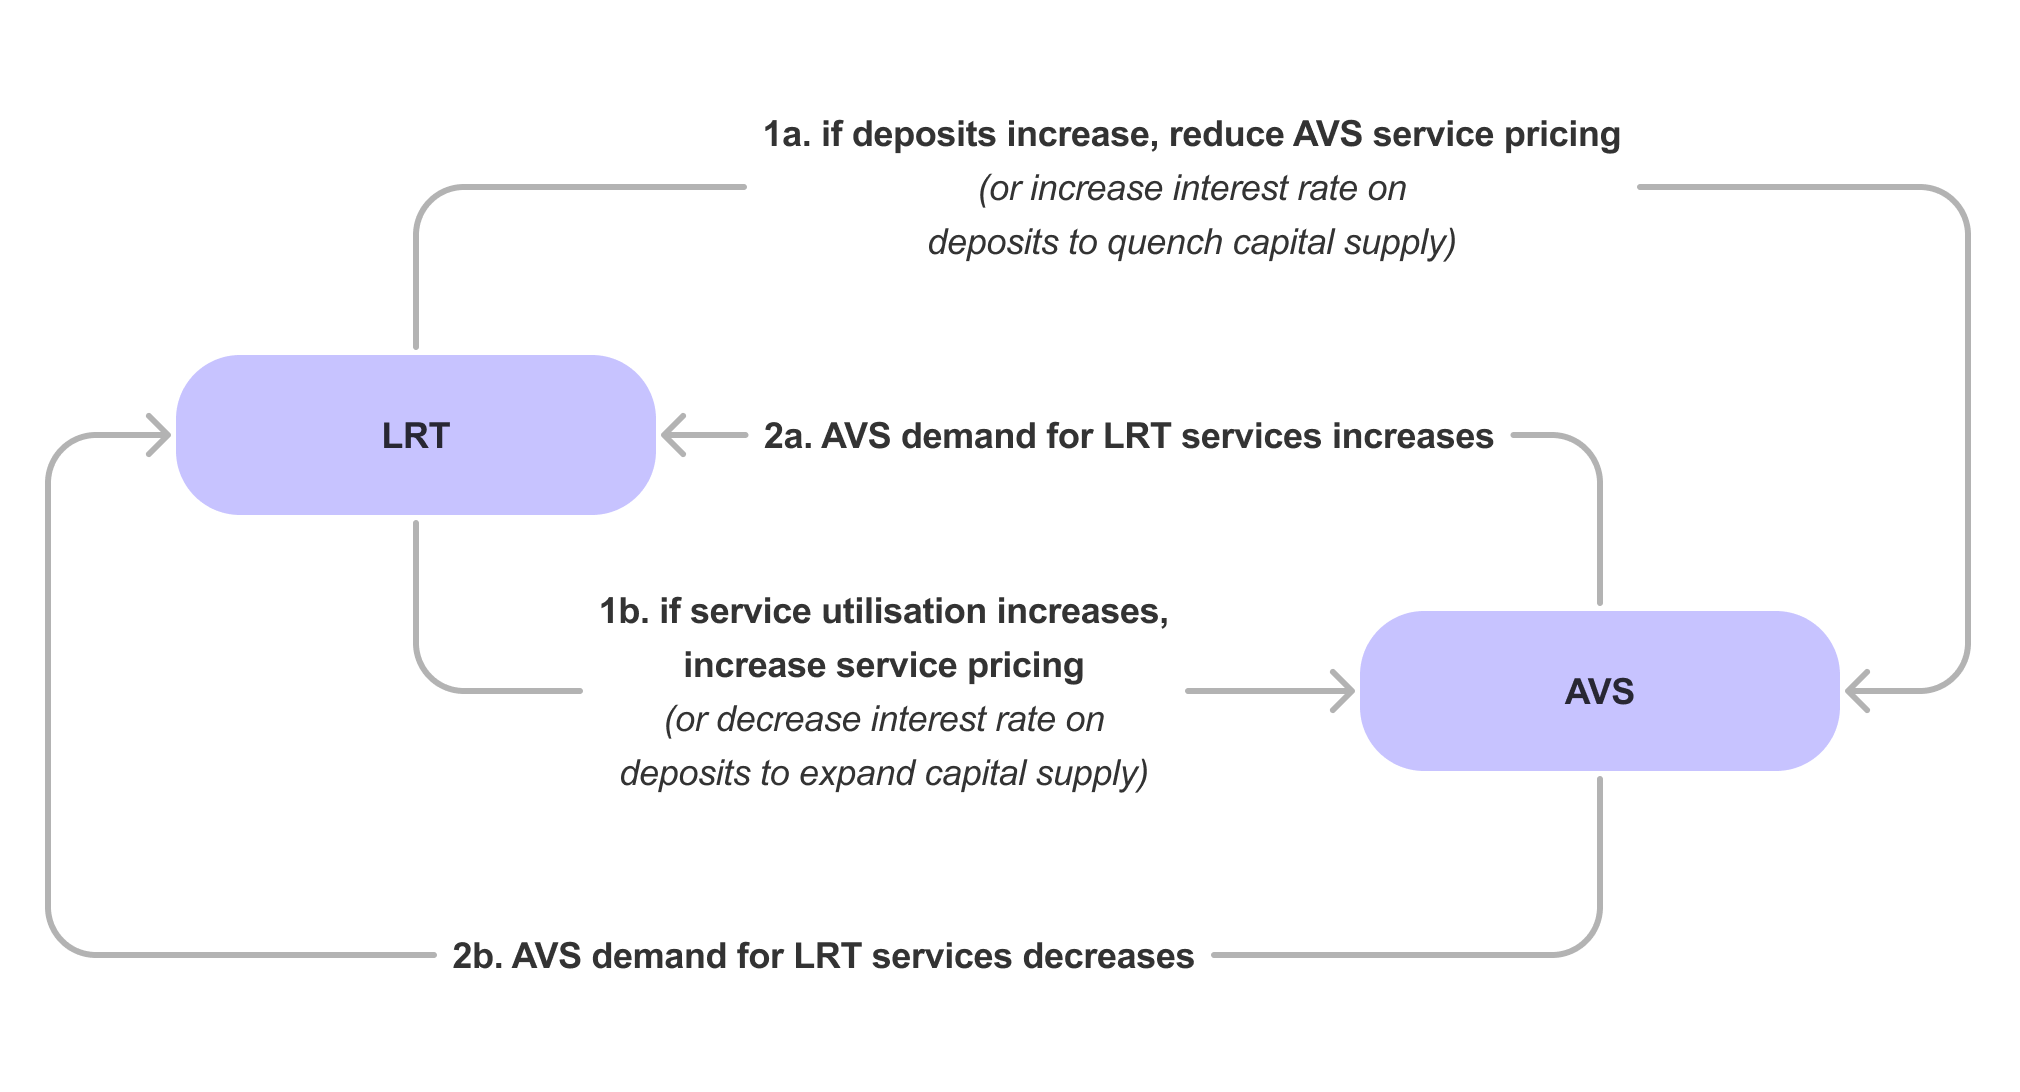 1a. if deposits increase, reduce AVS service pricing
(or increase interest rate on
deposits to quench capital supply)
LRT
2a. AVS demand for LRT services increases
1b. if service utilisation increases,
increase service pricing
(or decrease interest rate on
deposits to expand capital supply)
AVS
2b. AVS demand for LRT services decreases